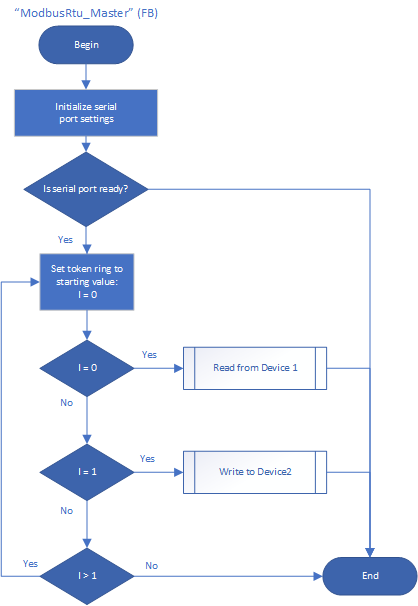 “ModbusRtu_Master” (FB)
Begin
Initialize serial
port settings
Is serial port ready?
Yes
Set token ring to
starting value:
I = 0
I = 0
Yes
Read from Device 1
No
I = 1
Yes
Write to Device2
No
I > 1
Yes
No
End